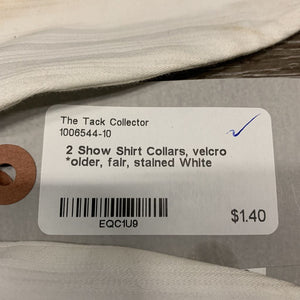 The Tack Collector
1006544-10
2 Show Shirt Collars, velcro
*older, fair, stained White
EQC1U9
$1.40